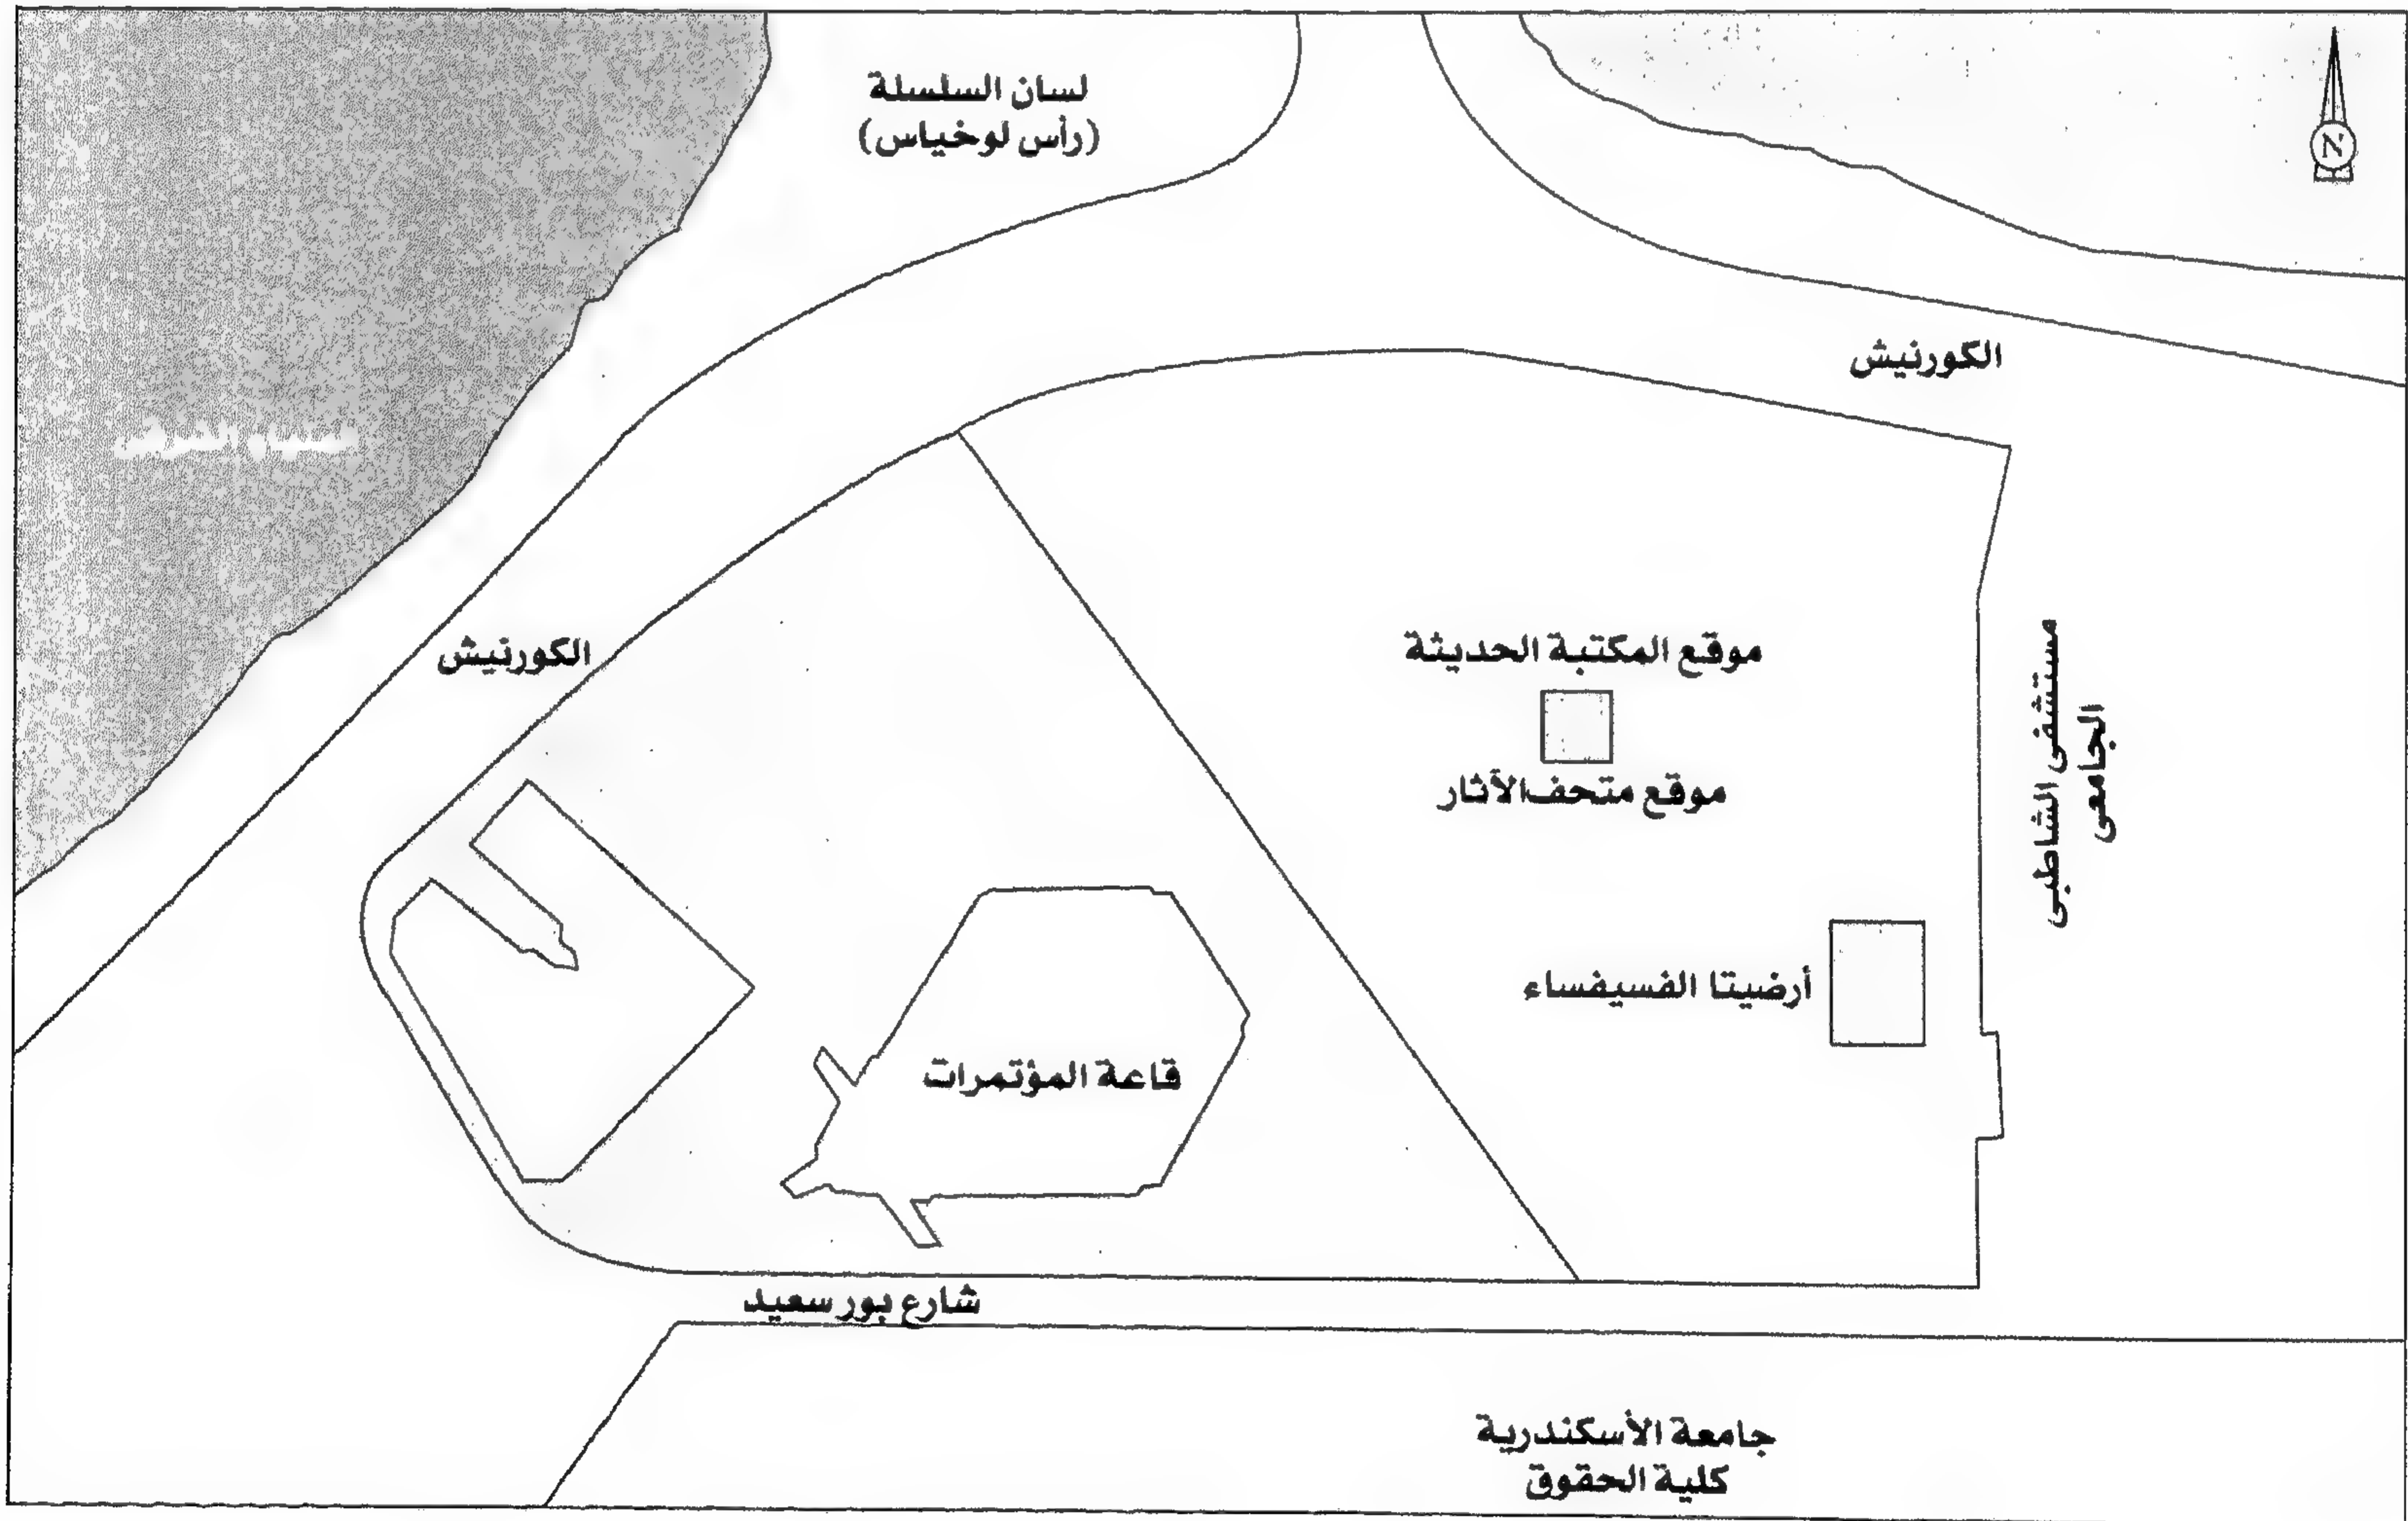 لسان السلسلة
(رأس لوخياس)
N
الكورنيش
الكورنيش
موقع المكتبة الحديثة
موقع متحف الآثار
مستشفى الشاطبى
الجامعى
أرضيتا الفسيفساء
قاعة المؤتمرات
شارع بور سعيد
جامعة الأسكندرية
كلية الحقوق